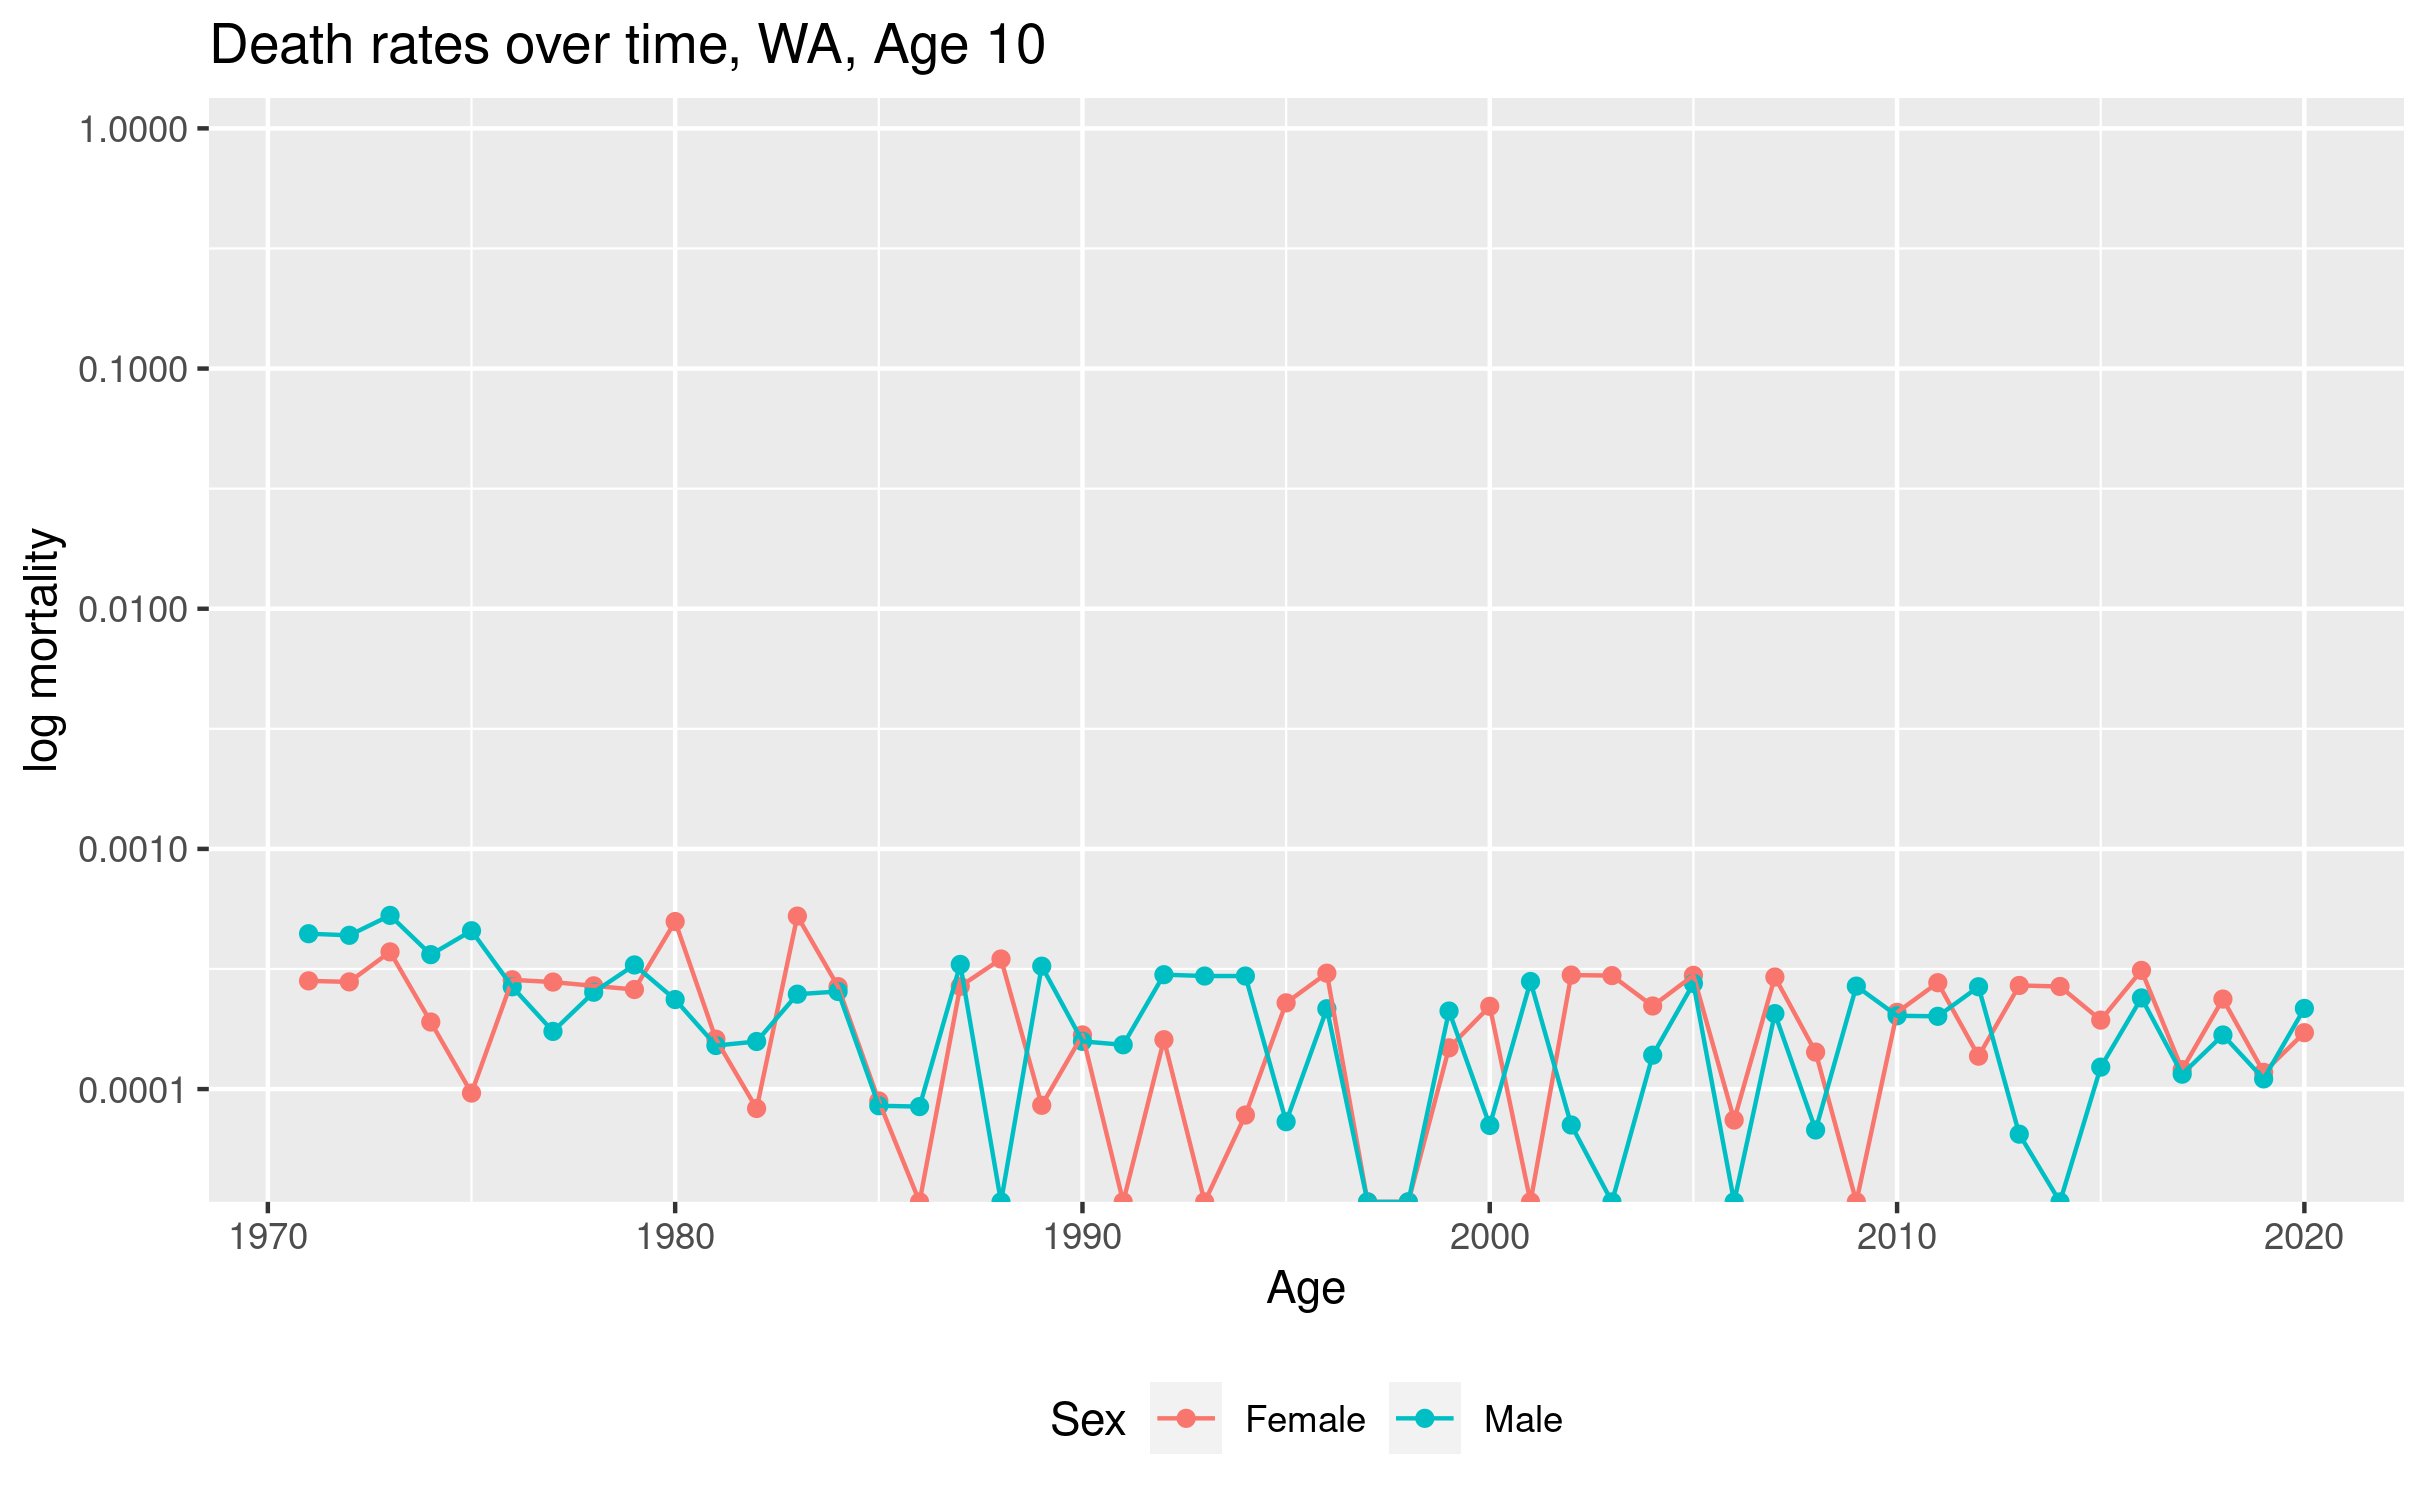 Death rates over time, WA, Age 10
log mortality
1.0000
0.1000
0.0100
0.0010
0.0001
1970 1980 1990 2000 2010 2020
Age
Sex Female Male